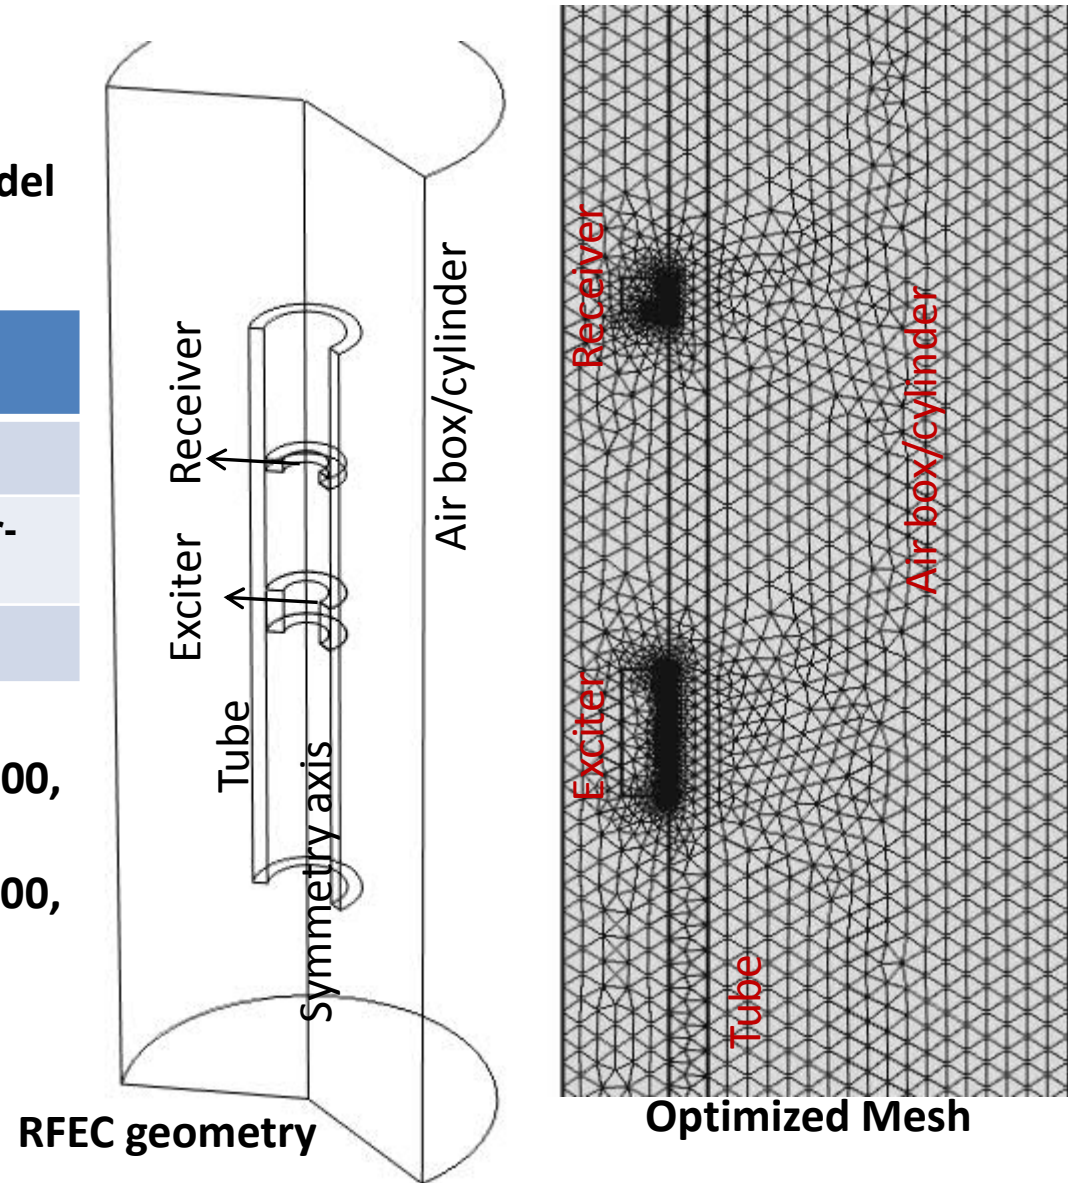 del
r-
00,
00,
Receiver
Exciter
Tube
Symmetry axis
Air box/cylinder
RFEC geometry
Receiver
Exciter
Tube
Air box/cylinder
Optimized Mesh